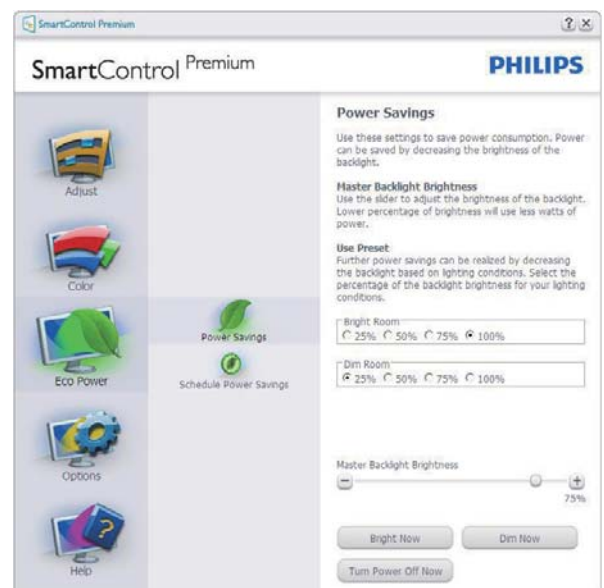 SmartControl Premium
SmartControl Premium
PHILIPS
Adjust
Color
Eco Power
Options
Help
Power Savings
Schedule Power Savings
Power Savings
Use these settings to save power consumption. Power
can be saved by decreasing the brightness of the
backlight.
Master Backlight Brightness
Use the slider to adjust the brightness of the backlight.
Lower percentage of brightness will use less watts of
power.
Use Preset
Further power savings can be realized by decreasing
the backlight based on lighting conditions. Select the
percentage of the backlight brightness for your lighting
conditions.
Bright Room
25% 50% 75% 100%
Dim Room
25% 50% 75% 100%
Master Backlight Brightness
75%
Bright Now Dim Now
Turn Power Off Now